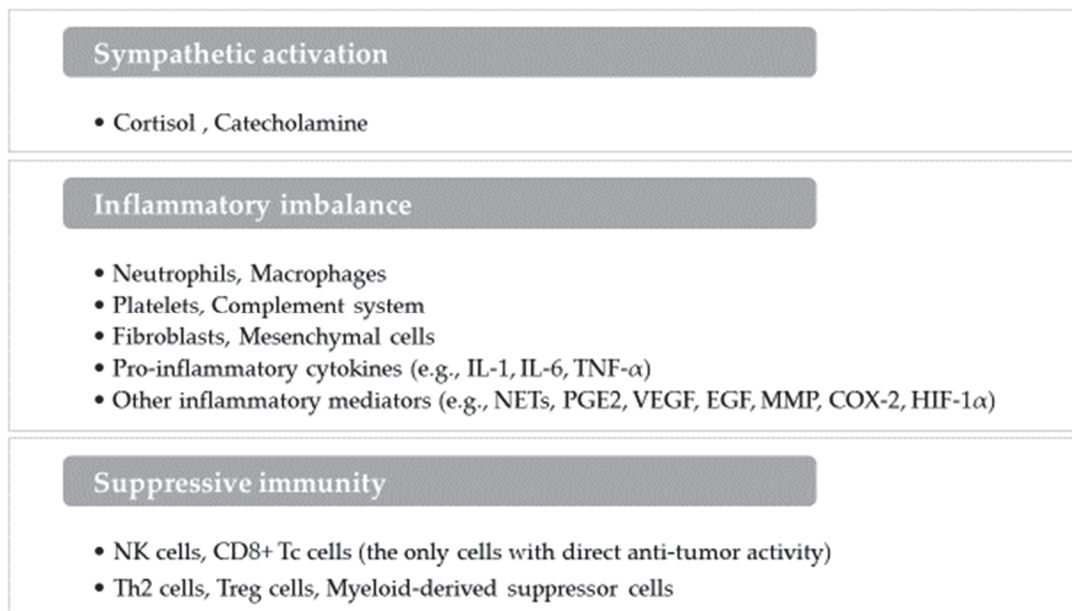 Sympathetic activation
• Cortisol , Catecholamine
Inflammatory imbalance
• Neutrophils, Macrophages
• Platelets, Complement system
• Fibroblasts, Mesenchymal cells
• Pro-inflammatory cytokines (e.g., IL-1, IL-6, TNF-α)
• Other inflammatory mediators (e.g., NETs, PGE2, VEGF, EGF, MMP, COX-2, HIF-1α)
Suppressive immunity
• NK cells, CD8+ Tc cells (the only cells with direct anti-tumor activity)
• Th2 cells, Treg cells, Myeloid-derived suppressor cells